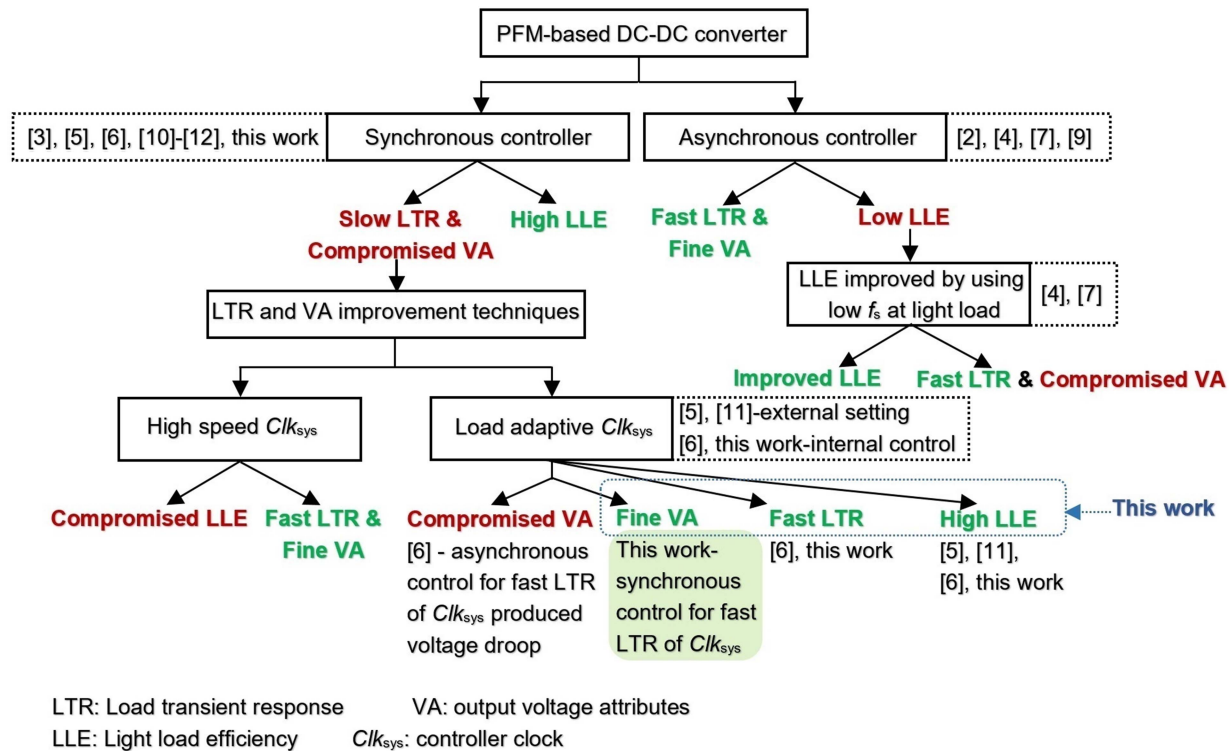 PFM-based DC-DC converter
[3], [5], [6], [10]-[12], this work
Synchronous controller
Asynchronous controller
[2], [4], [7], [9]
Slow LTR &
Compromised VA
High LLE
Fast LTR &
Fine VA
Low LLE
LTR and VA improvement techniques
LLE improved by using
low fs at light load
[4], [7]
Improved LLE
Fast LTR & Compromised VA
High speed Clksys
Load adaptive Clksys
[5], [11]-external setting
[6], this work-internal control
Compromised LLE
Fast LTR &
Fine VA
Compromised VA
[6] - asynchronous
control for fast LTR
of Clksys produced
voltage droop
Fine VA
This work-
synchronous
control for fast
LTR of Clksys
Fast LTR
[6], this work
High LLE
[5], [11],
[6], this work
This work
LTR: Load transient response
VA: output voltage attributes
LLE: Light load efficiency
Clksys: controller clock